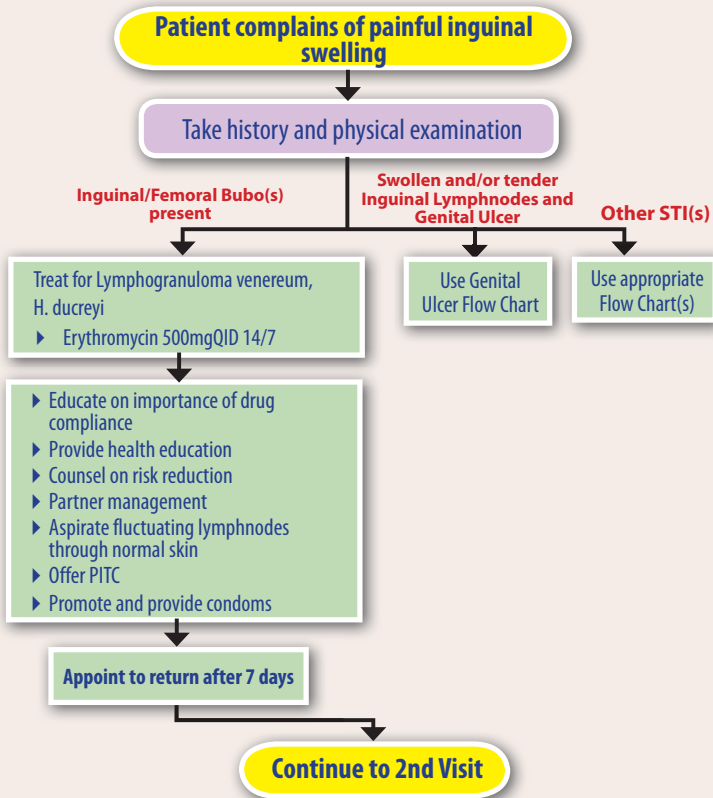 Patient complains of painful inguinal
swelling
Take history and physical examination
Inguinal/Femoral Bubo(s)
present
Swollen and/or tender
Inguinal Lymphnodes and
Genital Ulcer
Other STI(s)
Treat for Lymphogranuloma venereum,
H. ducreyi
▶ Erythromycin 500mgQID 14/7
Use Genital
Ulcer Flow Chart
Use appropriate
Flow Chart(s)
▶ Educate on importance of drug
compliance
▶ Provide health education
▶ Counsel on risk reduction
▶ Partner management
▶ Aspirate fluctuating lymphnodes
through normal skin
▶ Offer PITC
▶ Promote and provide condoms
Appoint to return after 7 days
Continue to 2nd Visit